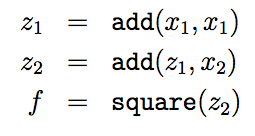 z₁ = add(x₁, x₁)
z₂ = add(z₁, x₂)
f = square(z₂)